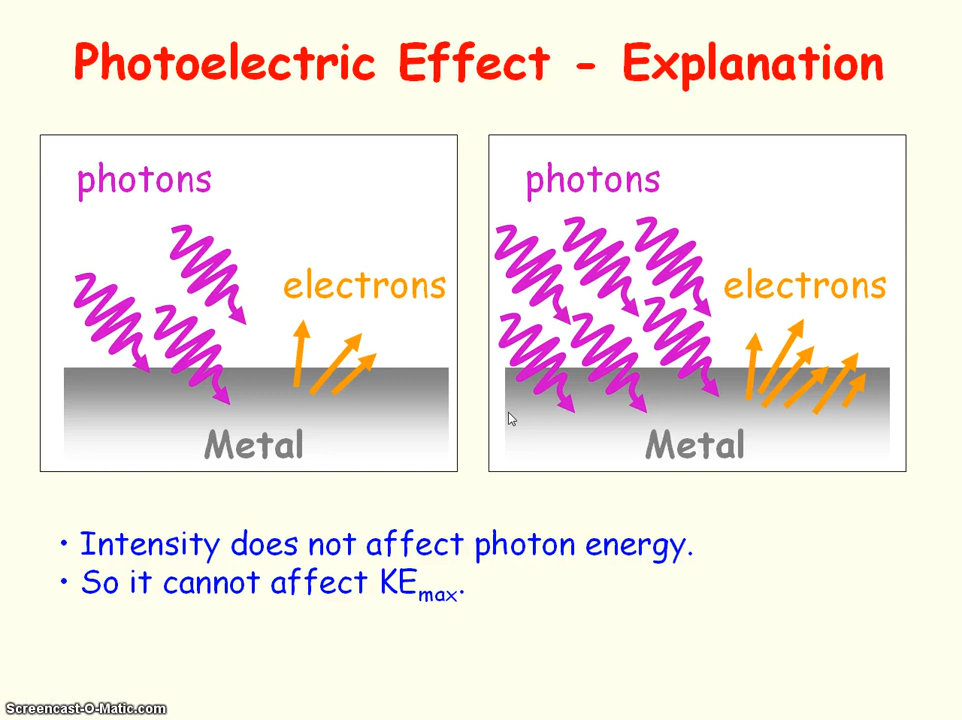 Photoelectric Effect - Explanation
photons
electrons
Metal
photons
electrons
Metal
• Intensity does not affect photon energy.
• So it cannot affect KEmax.
Screencast-O-Matic.com